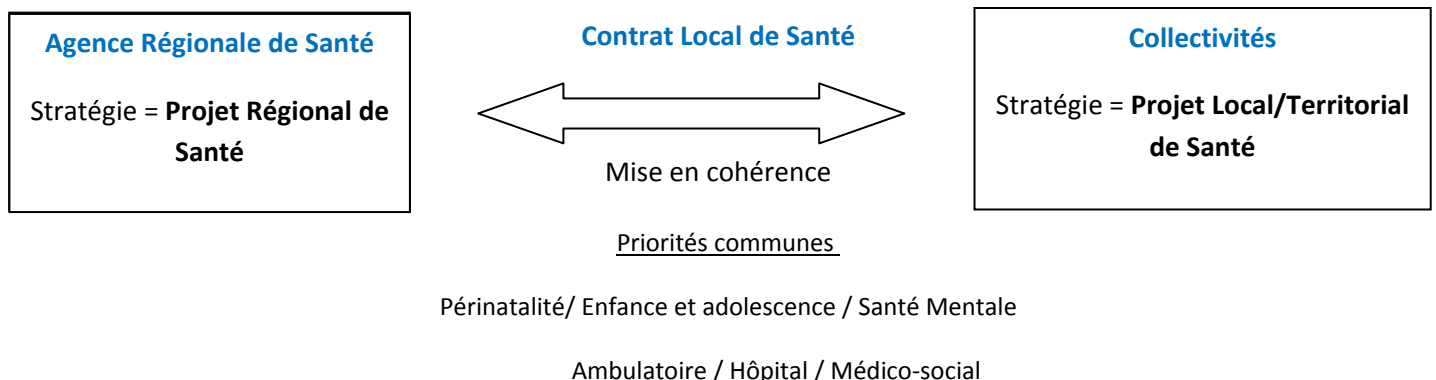 Agence Régionale de Santé
Stratégie = Projet Régional de
Santé
Contrat Local de Santé
Mise en cohérence
Collectivités
Stratégie = Projet Local/Territorial
de Santé
Priorités communes
Périnatalité/ Enfance et adolescence / Santé Mentale
Ambulatoire / Hôpital / Médico-social